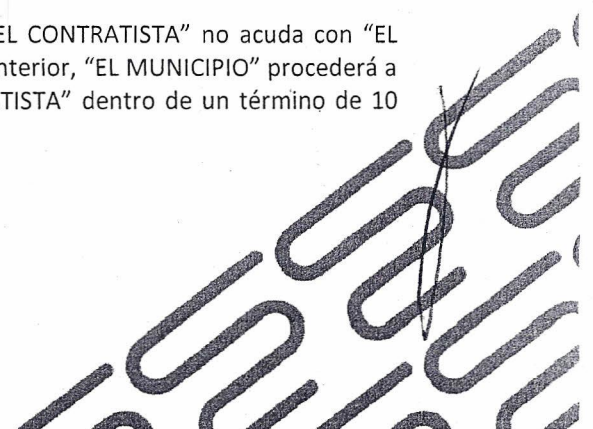 EL CONTRATISTA” no acuda con “EL
nterior, “EL MUNICIPIO” procederá a
TISTA” dentro de un término de 10